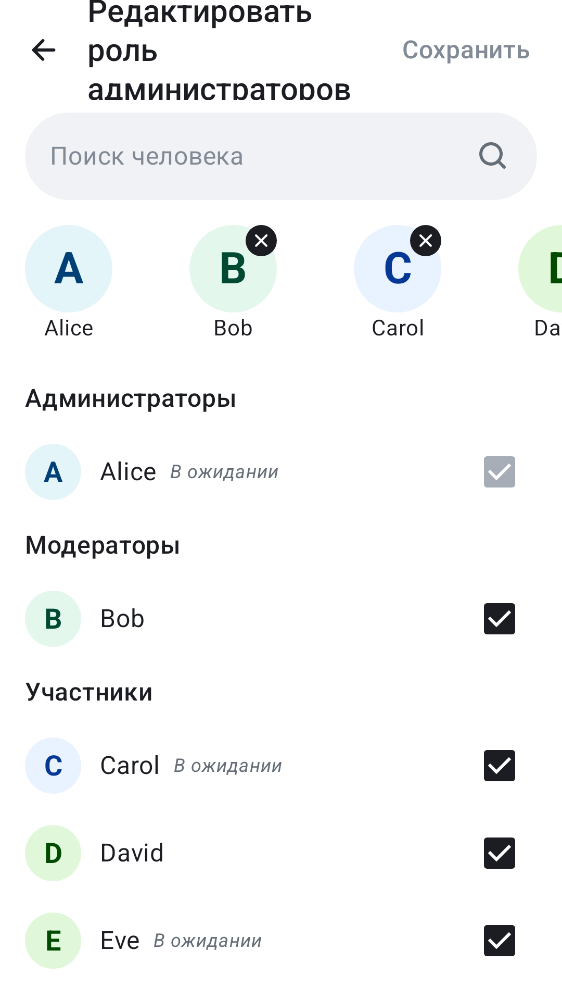 Редактировать
роль
администраторов
Сохранить
Поиск человека
A
B
C
D
Alice
Bob
Carol
Da
Администраторы
A
Alice В ожидании
Модераторы
B
Bob
Участники
C
Carol В ожидании
D
David
E
Eve В ожидании